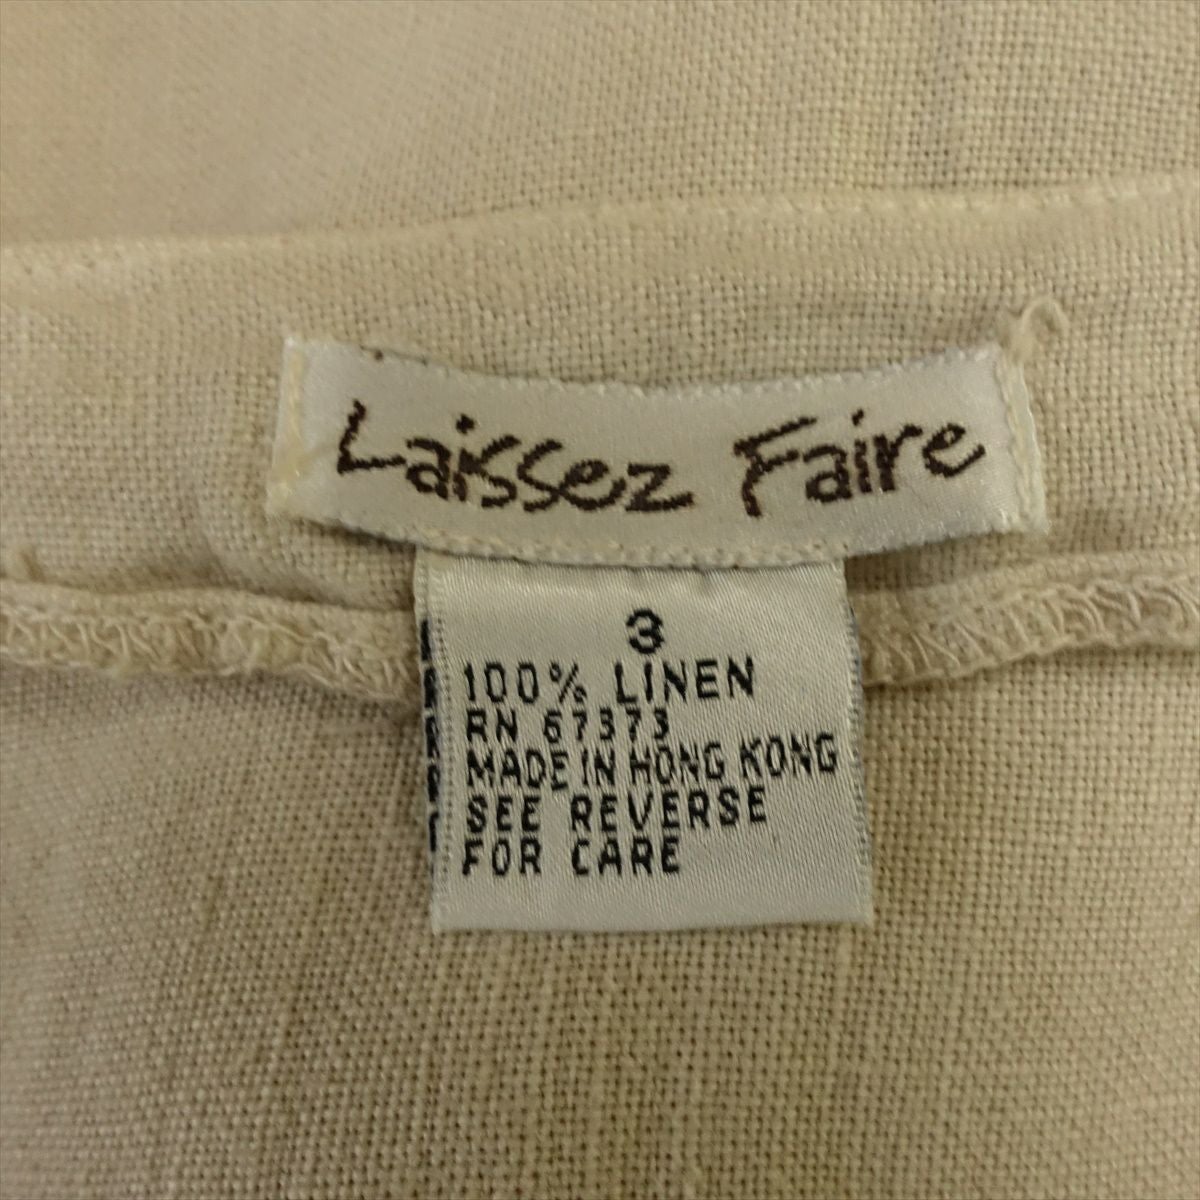 Laissez Faire
3
100% LINEN
RN 67373
MADE IN HONG KONG
SEE REVERSE
FOR CARE